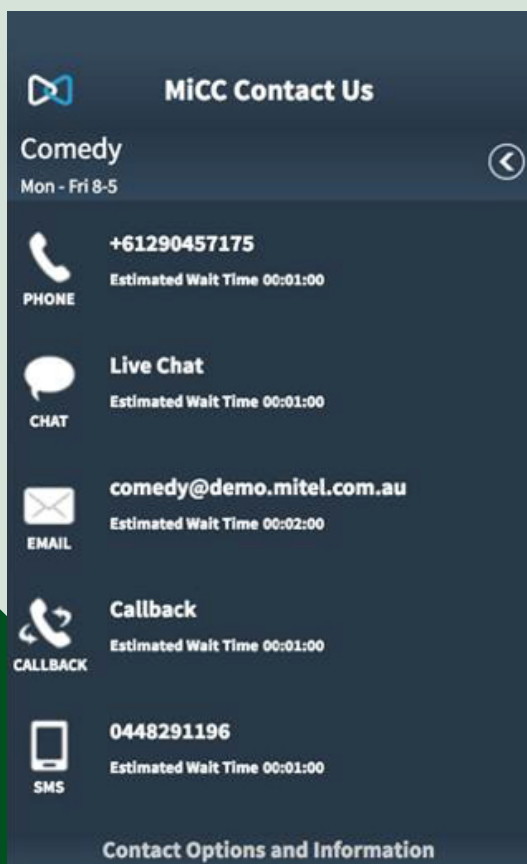 MiCC Contact Us
Comedy
Mon - Fri 8-5
+61290457175
Estimated Wait Time 00:01:00
PHONE
Live Chat
Estimated Wait Time 00:01:00
CHAT
comedy@demo.mitel.com.au
Estimated Wait Time 00:02:00
EMAIL
Callback
Estimated Wait Time 00:01:00
CALLBACK
0448291196
Estimated Wait Time 00:01:00
SMS
Contact Options and Information